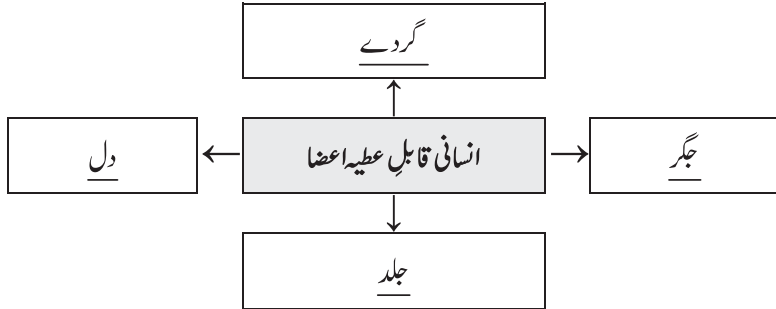 گردے
جگر
انسانی قابلِ عطیہ اعضا
دل
جلد